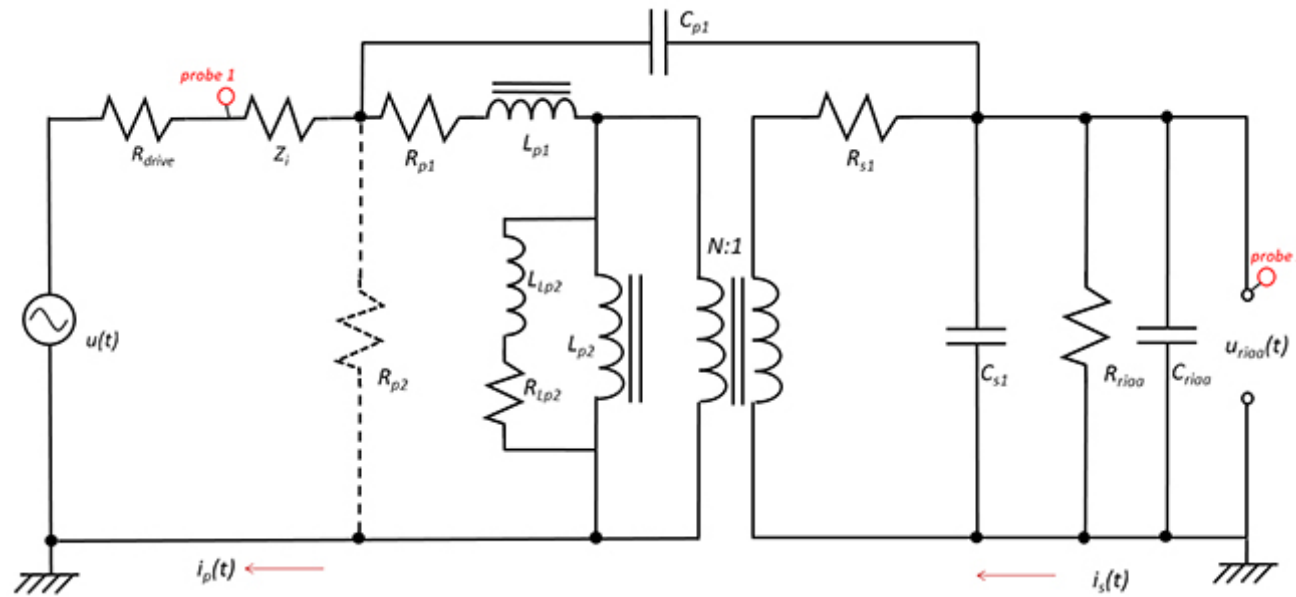 C_p1
probe 1
R_drive
Z_i
R_p1
L_p1
R_s1
N:1
probe
L_Lp2
u(t)
R_p2
L_p2
R_Lp2
C_s1
R_riaa
C_riaa
u_riaa(t)
i_p(t)
i_s(t)